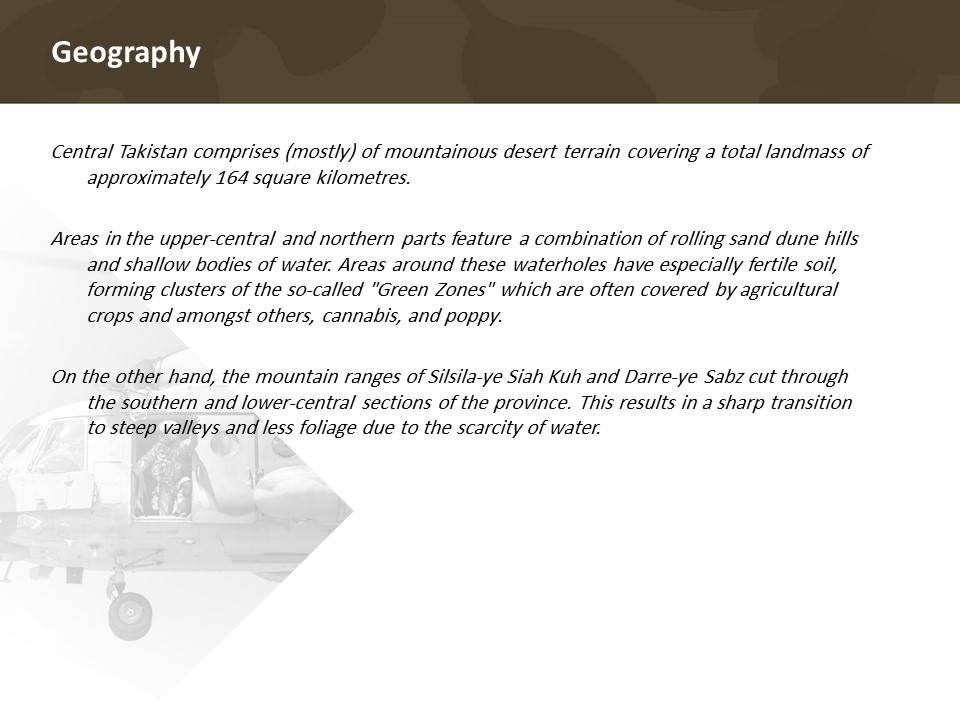 Geography
Central Takistan comprises (mostly) of mountainous desert terrain covering a total landmass of
approximately 164 square kilometres.
Areas in the upper-central and northern parts feature a combination of rolling sand dune hills
and shallow bodies of water. Areas around these waterholes have especially fertile soil,
forming clusters of the so-called "Green Zones" which are often covered by agricultural
crops and amongst others, cannabis, and poppy.
On the other hand, the mountain ranges of Silsila-ye Siah Kuh and Darre-ye Sabz cut through
the southern and lower-central sections of the province. This results in a sharp transition
to steep valleys and less foliage due to the scarcity of water.